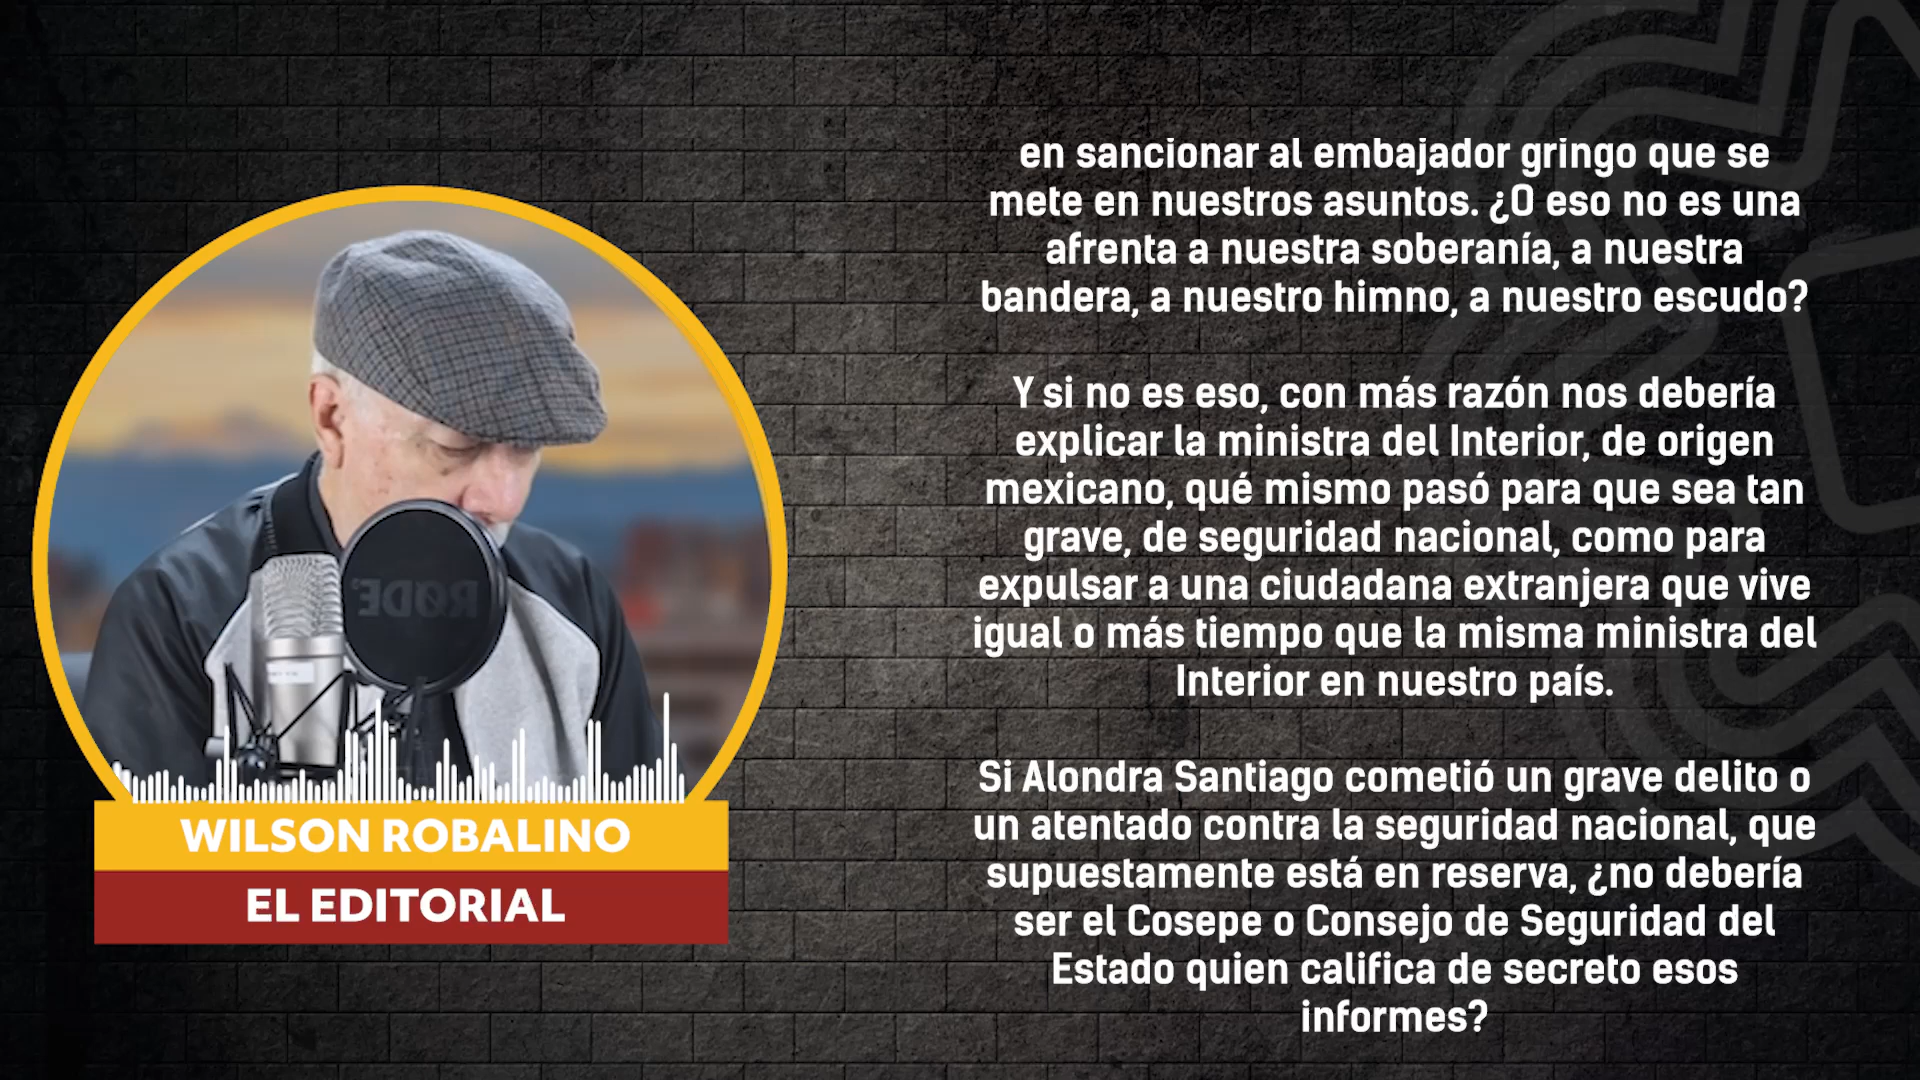 en sancionar al embajador gringo que se
mete en nuestros asuntos. ¿O eso no es una
afrenta a nuestra soberanía, a nuestra
bandera, a nuestro himno, a nuestro escudo?
Y si no es eso, con más razón nos debería
explicar la ministra del Interior, de origen
mexicano, qué mismo pasó para que sea tan
grave, de seguridad nacional, como para
expulsar a una ciudadana extranjera que vive
igual o más tiempo que la misma ministra del
Interior en nuestro país.
Si Alondra Santiago cometió un grave delito o
un atentado contra la seguridad nacional, que
supuestamente está en reserva, ¿no debería
ser el Cosepe o Consejo de Seguridad del
Estado quien califica de secreto esos
informes?
RØDE
WILSON ROBALINO
EL EDITORIAL